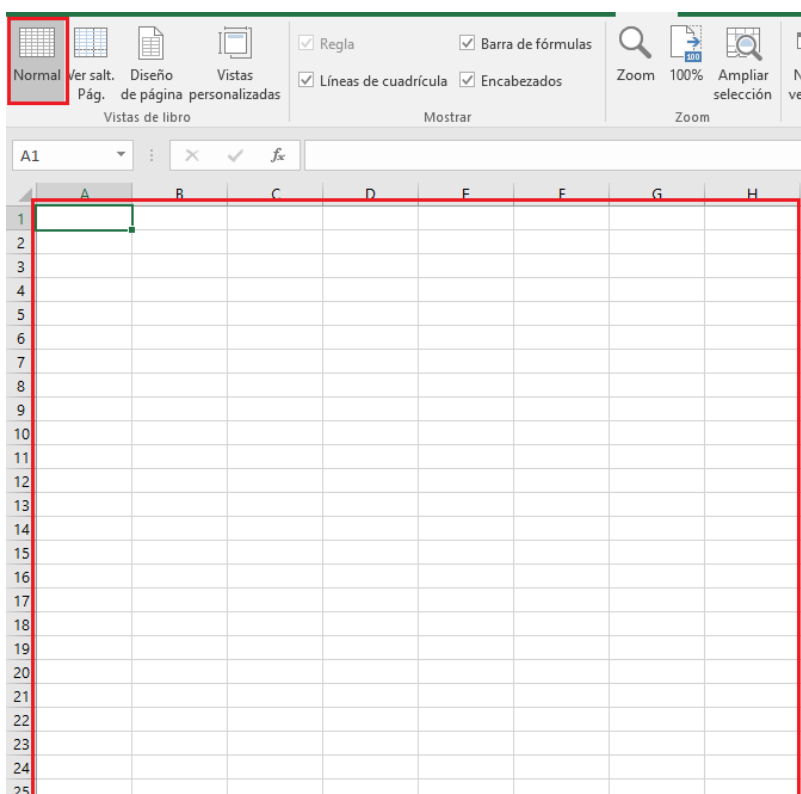 Normal
Ver salt. Pág.
Diseño de página
Vistas personalizadas
Vistas de libro
Regla
Barra de fórmulas
Líneas de cuadrícula
Encabezados
Mostrar
Zoom
100
100%
Ampliar selección
Zoom
A1
fx
A B C D E F G H
1
2
3
4
5
6
7
8
9
10
11
12
13
14
15
16
17
18
19
20
21
22
23
24
25